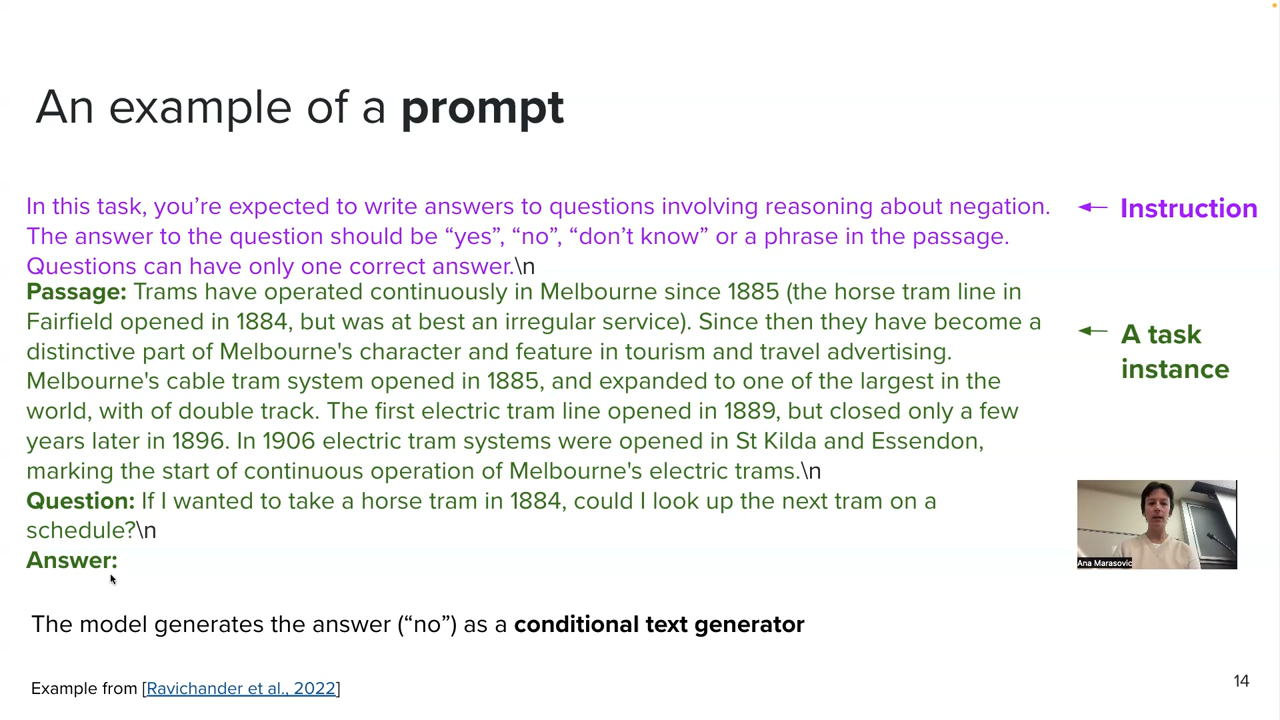 An example of a prompt
In this task, you’re expected to write answers to questions involving reasoning about negation.
The answer to the question should be “yes”, “no”, “don’t know” or a phrase in the passage.
Questions can have only one correct answer.\n
Instruction
Passage: Trams have operated continuously in Melbourne since 1885 (the horse tram line in
Fairfield opened in 1884, but was at best an irregular service). Since then they have become a
distinctive part of Melbourne's character and feature in tourism and travel advertising.
Melbourne's cable tram system opened in 1885, and expanded to one of the largest in the
world, with of double track. The first electric tram line opened in 1889, but closed only a few
years later in 1896. In 1906 electric tram systems were opened in St Kilda and Essendon,
marking the start of continuous operation of Melbourne's electric trams.\n
Question: If I wanted to take a horse tram in 1884, could I look up the next tram on a
schedule?\n
Answer:
A task
instance
Ana Marasovic
The model generates the answer (“no”) as a conditional text generator
Example from [Ravichander et al., 2022]
14